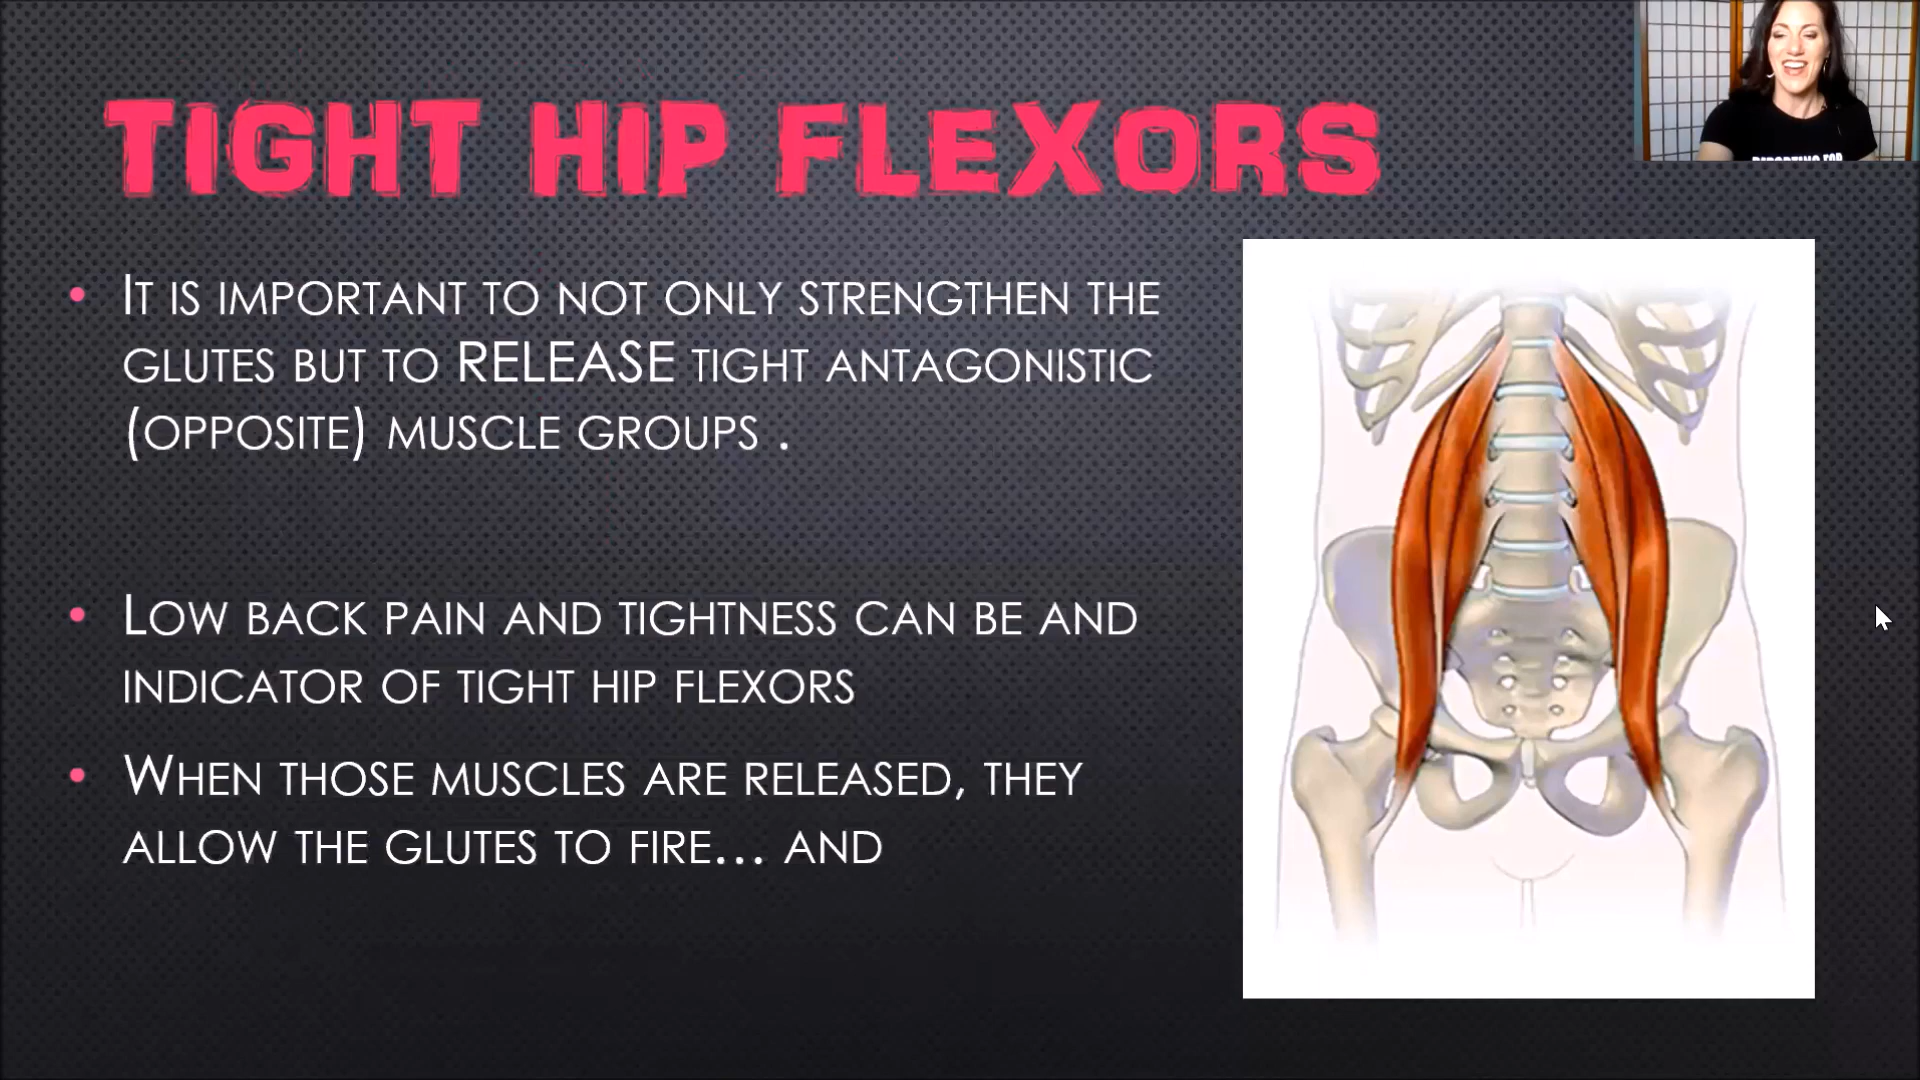 TIGHT HIP FLEXORS
• IT IS IMPORTANT TO NOT ONLY STRENGTHEN THE
GLUTES BUT TO RELEASE TIGHT ANTAGONISTIC
(OPPOSITE) MUSCLE GROUPS .
• LOW BACK PAIN AND TIGHTNESS CAN BE AND
INDICATOR OF TIGHT HIP FLEXORS
• WHEN THOSE MUSCLES ARE RELEASED, THEY
ALLOW THE GLUTES TO FIRE... AND